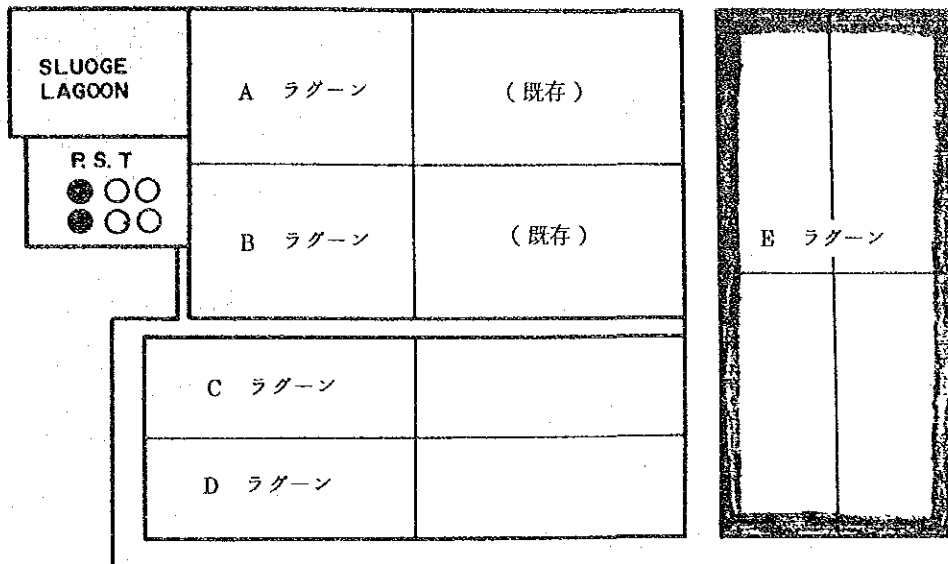 SLUOGE
LAGOON
P. S. T
A ラグーン
(既存)
B ラグーン
(既存)
C ラグーン
D ラグーン
E ラグーン